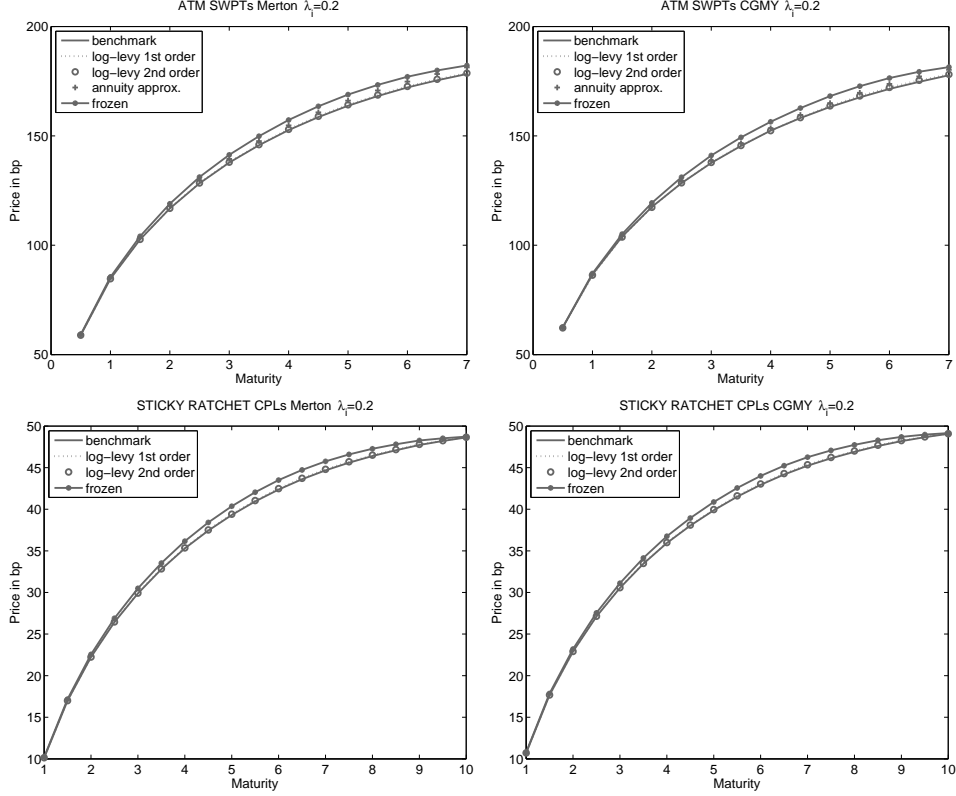 ATM SWPTs Merton λi=0.2
200
150
100
50
benchmark
log−levy 1st order
log−levy 2nd order
annuity approx.
frozen
Price in bp
0 1 2 3 4 5 6 7
Maturity
ATM SWPTs CGMY λi=0.2
200
150
100
50
benchmark
log−levy 1st order
log−levy 2nd order
annuity approx.
frozen
Price in bp
0 1 2 3 4 5 6 7
Maturity
STICKY RATCHET CPLs Merton λi=0.2
50
45
40
35
30
25
20
15
10
benchmark
log−levy 1st order
log−levy 2nd order
frozen
Price in bp
1 2 3 4 5 6 7 8 9 10
Maturity
STICKY RATCHET CPLs CGMY λi=0.2
50
45
40
35
30
25
20
15
10
benchmark
log−levy 1st order
log−levy 2nd order
frozen
Price in bp
1 2 3 4 5 6 7 8 9 10
Maturity